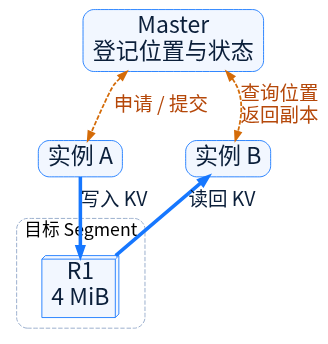 Master
登记位置与状态
申请 / 提交
查询位置
返回副本
实例 A
实例 B
写入 KV
读回 KV
目标 Segment
R1
4 MiB